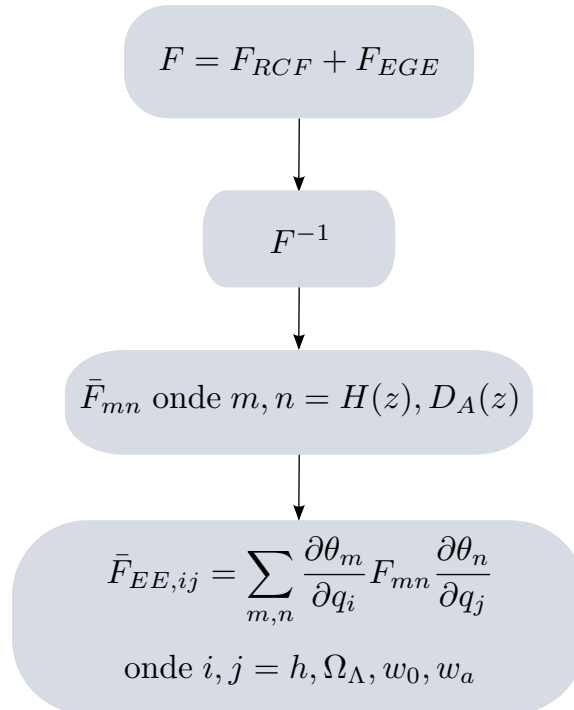 F = F_{RCF} + F_{EGE}
F^{-1}
\bar{F}_{mn} onde m, n = H(z), D_A(z)
\bar{F}_{EE,ij} = \sum_{m,n} \frac{\partial\theta_m}{\partial q_i} F_{mn} \frac{\partial\theta_n}{\partial q_j}
onde i, j = h, \Omega_\Lambda, w_0, w_a